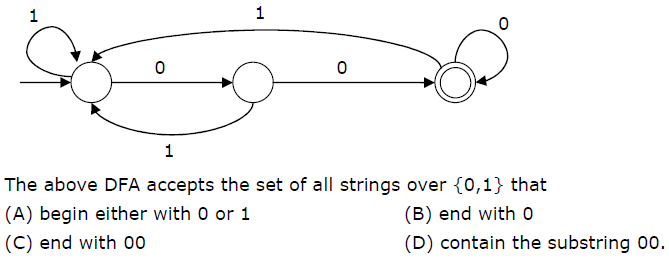 1
1
0
0
0
1
The above DFA accepts the set of all strings over {0,1} that
(A) begin either with 0 or 1 (B) end with 0
(C) end with 00 (D) contain the substring 00.